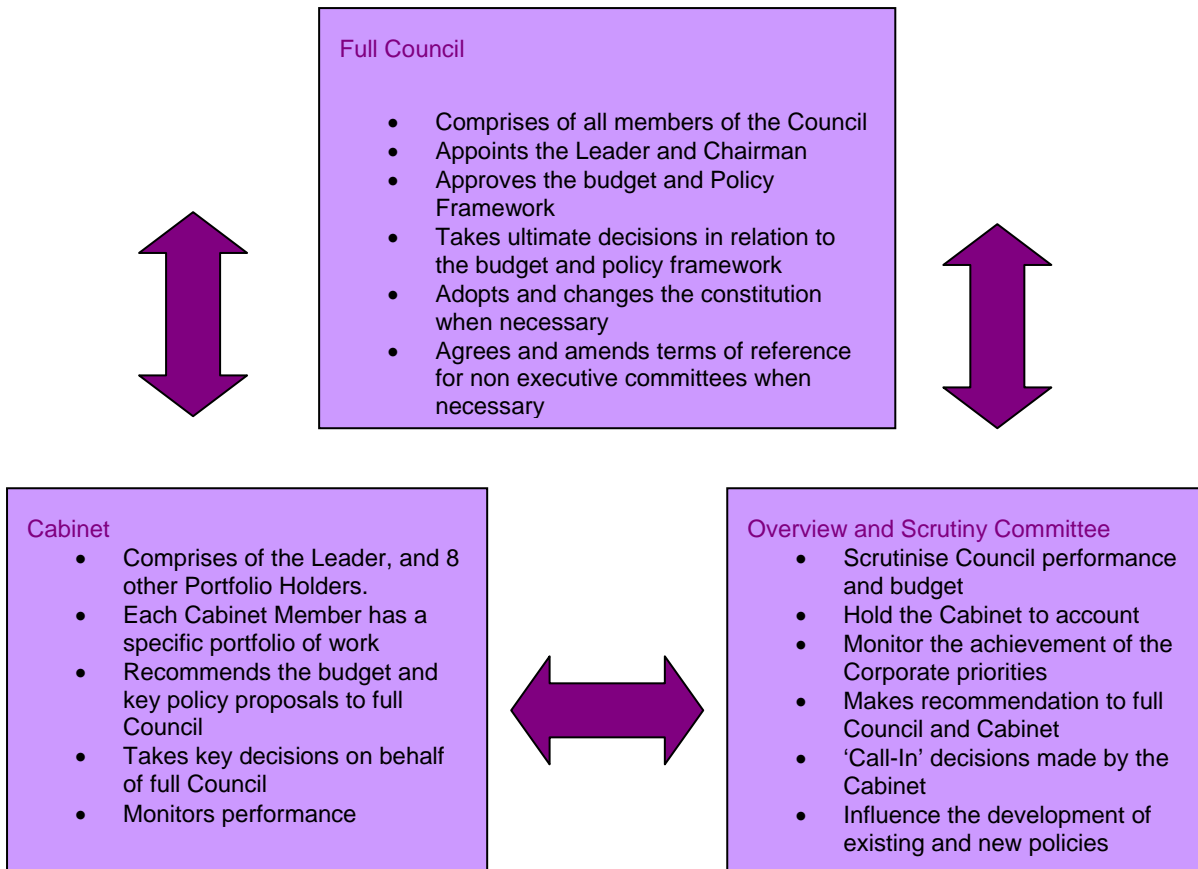 Full Council
• Comprises of all members of the Council
• Appoints the Leader and Chairman
• Approves the budget and Policy
Framework
• Takes ultimate decisions in relation to
the budget and policy framework
• Adopts and changes the constitution
when necessary
• Agrees and amends terms of reference
for non executive committees when
necessary
Cabinet
• Comprises of the Leader, and 8
other Portfolio Holders.
• Each Cabinet Member has a
specific portfolio of work
• Recommends the budget and
key policy proposals to full
Council
• Takes key decisions on behalf
of full Council
• Monitors performance
Overview and Scrutiny Committee
• Scrutinise Council performance
and budget
• Hold the Cabinet to account
• Monitor the achievement of the
Corporate priorities
• Makes recommendation to full
Council and Cabinet
• ‘Call-In’ decisions made by the
Cabinet
• Influence the development of
existing and new policies